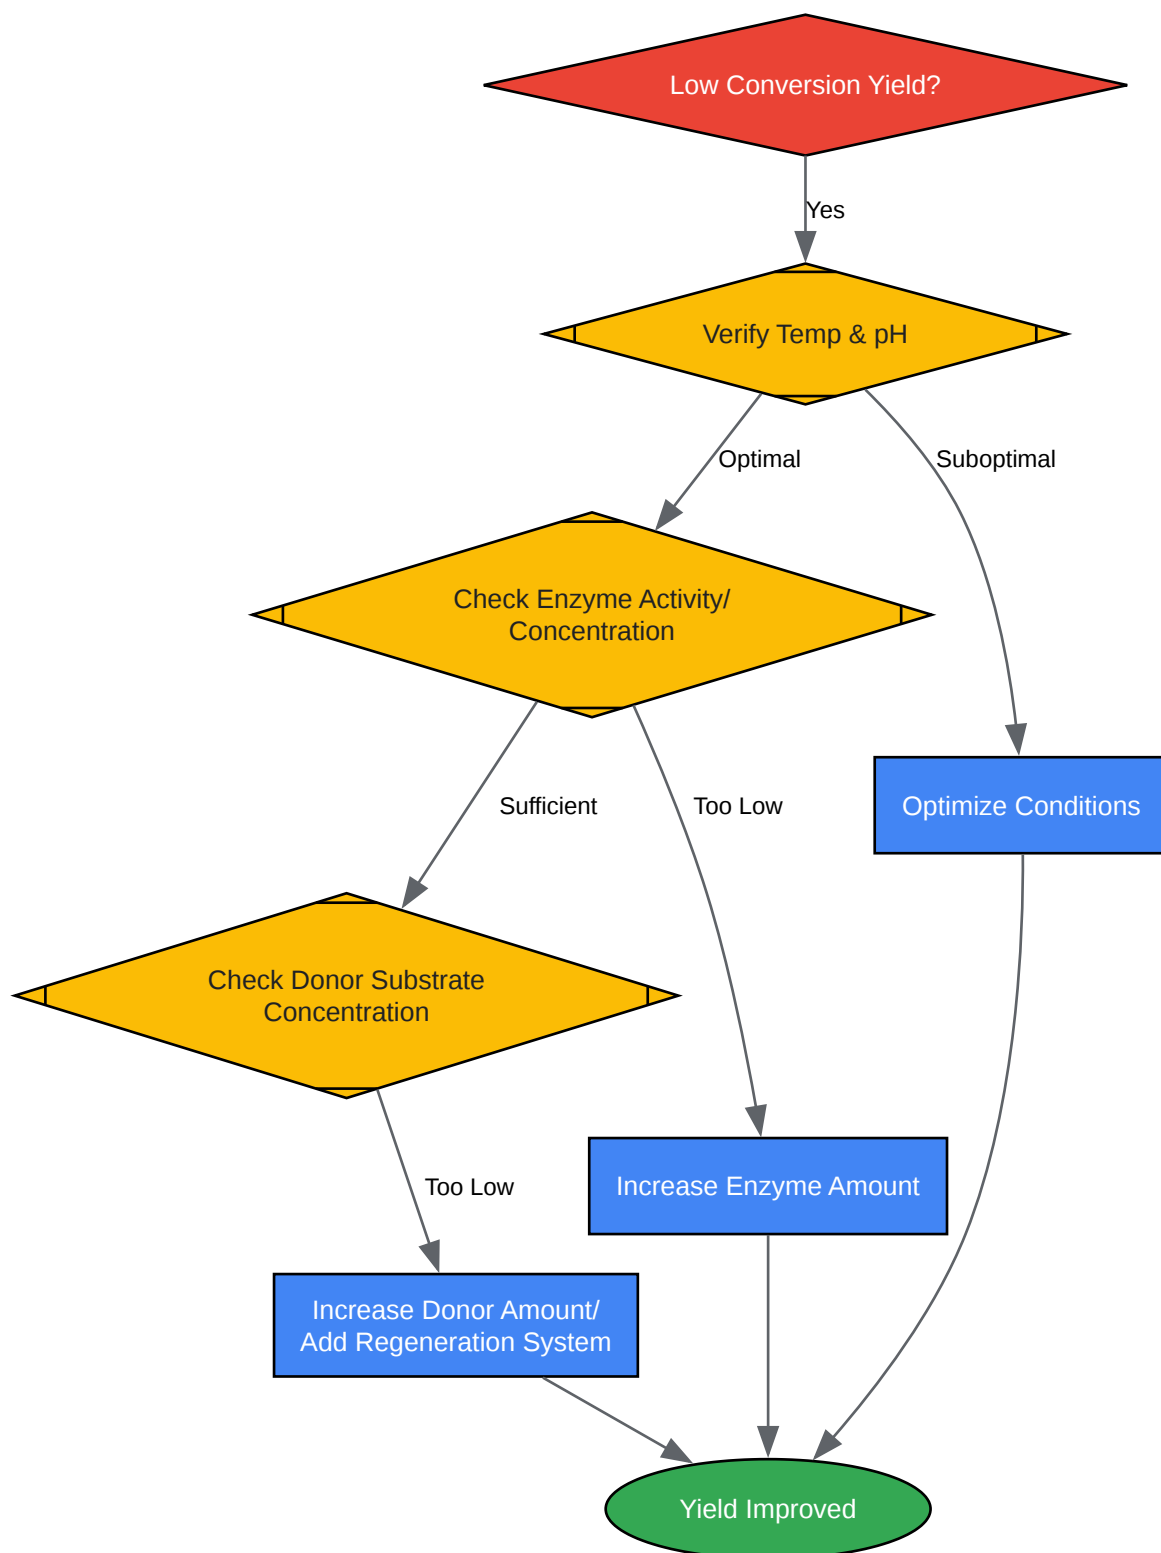 Low Conversion Yield?
Yes
Verify Temp & pH
Optimal
Suboptimal
Check Enzyme Activity/
Concentration
Sufficient
Too Low
Optimize Conditions
Check Donor Substrate
Concentration
Too Low
Increase Enzyme Amount
Increase Donor Amount/
Add Regeneration System
Yield Improved